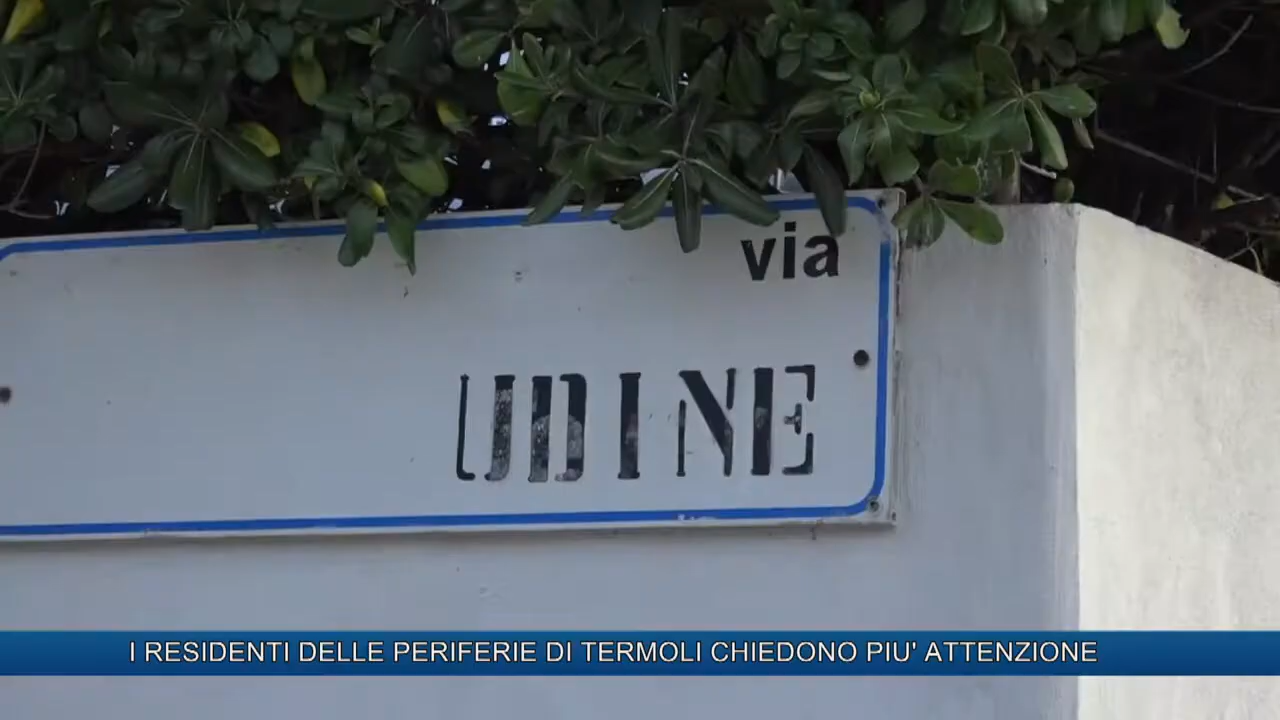 via
UDINE
I RESIDENTI DELLE PERIFERIE DI TERMOLI CHIEDONO PIU' ATTENZIONE